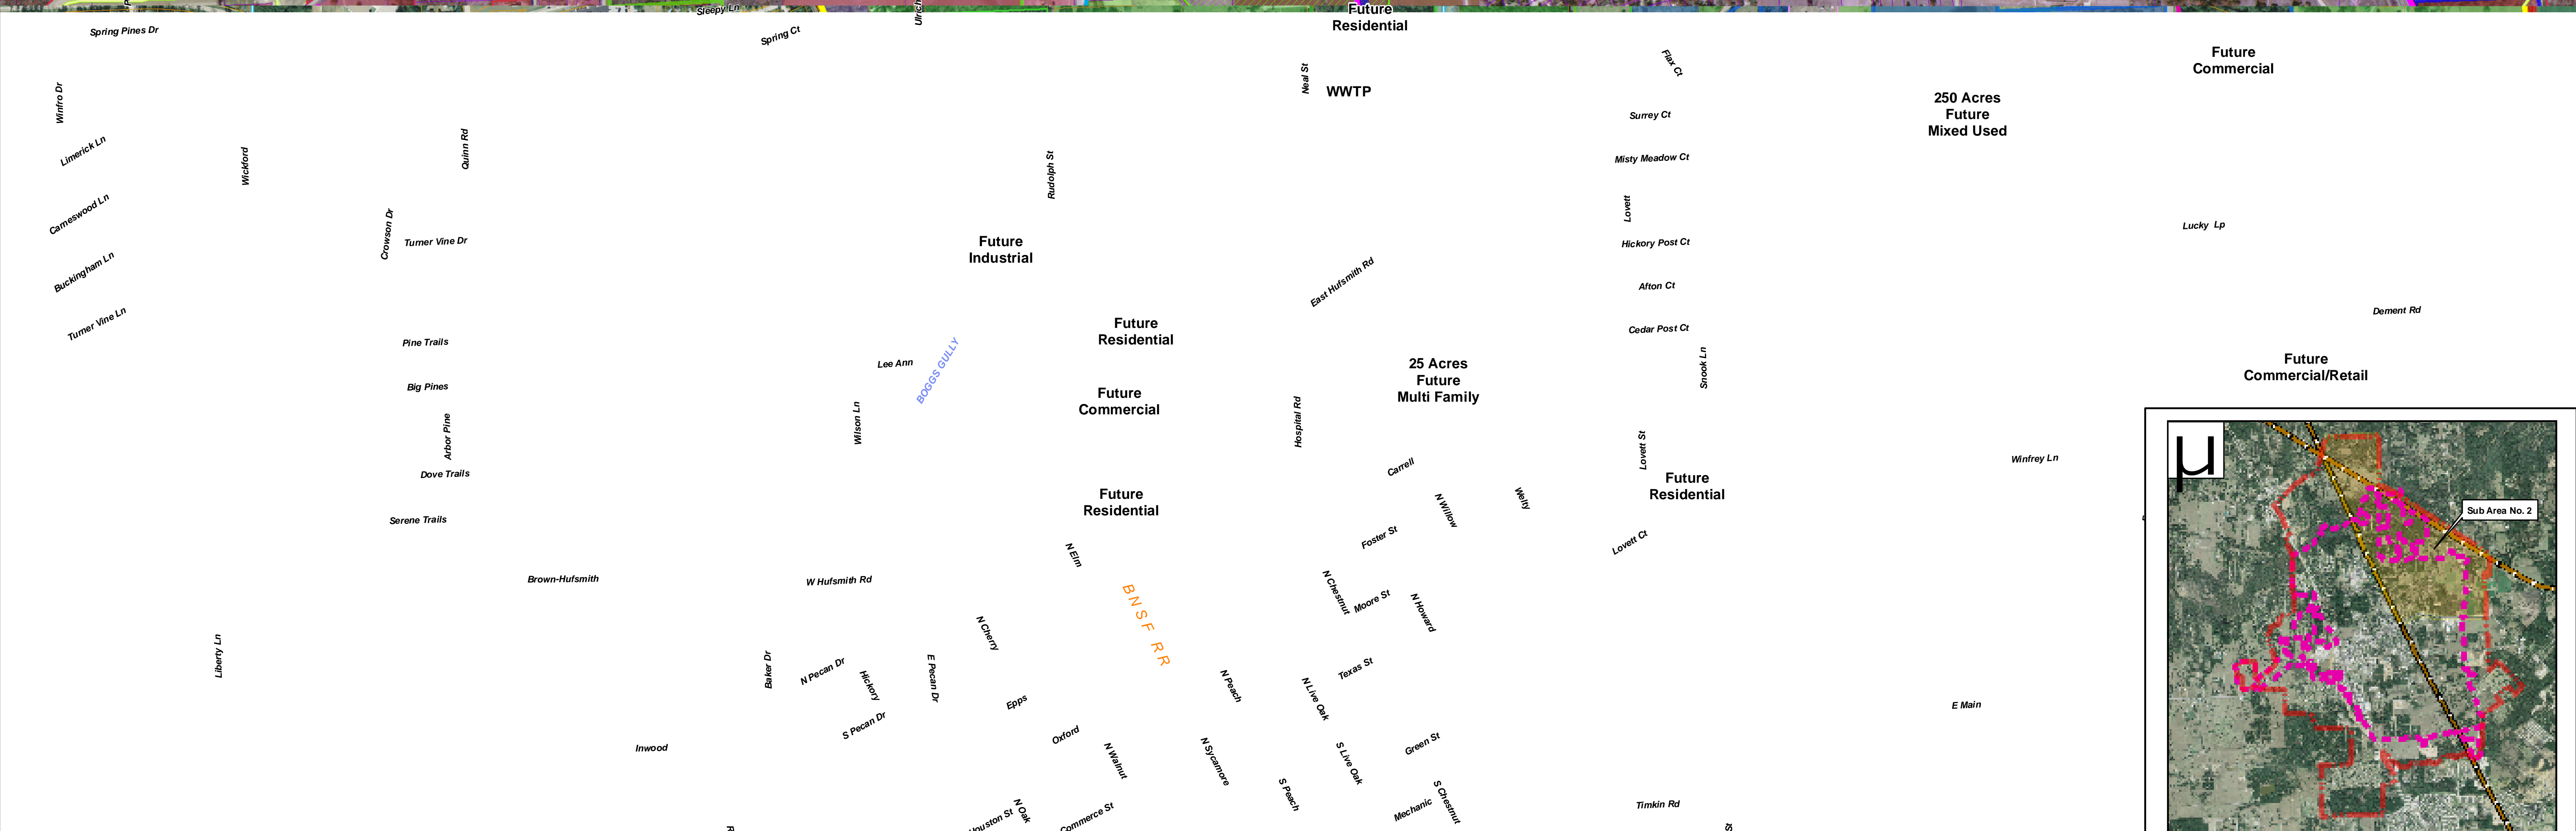 Sleepy Ln
Ulrich
Future
Residential
Spring Pines Dr
Spring Ct
Flax Ct
Future
Commercial
Neal St
WWTP
Winfro Dr
250 Acres
Future
Mixed Used
Surrey Ct
Limerick Ln
Quinn Rd
Wickford
Rudolph St
Misty Meadow Ct
Carneswood Ln
Lovett
Crowson Dr
Turner Vine Dr
Future
Industrial
Hickory Post Ct
Lucky Lp
Buckingham Ln
East Hufsmith Rd
Afton Ct
Turner Vine Ln
Future
Residential
Cedar Post Ct
Dement Rd
Pine Trails
Lee Ann
BOGGS GULLY
25 Acres
Future
Multi Family
Snook Ln
Future
Commercial/Retail
Big Pines
Future
Commercial
Arbor Pine
Wilson Ln
Hospital Rd
Lovett St
Dove Trails
Carrell
Winfrey Ln
µ
Future
Residential
N Willow
Welty
Future
Residential
Sub Area No. 2
Serene Trails
Foster St
Lovett Ct
N Elm
Brown-Hufsmith
W Hufsmith Rd
BNSF RR
N Chestnut
Moore St
N Howard
N Cherry
Liberty Ln
Baker Dr
N Pecan Dr
Hickory
E Pecan Dr
N Peach
Texas St
N Live Oak
Epps
E Main
S Pecan Dr
Inwood
Oxford
N Walnut
N Sycamore
S Live Oak
Green St
S Peach
S Chestnut
Mechanic
Timkin Rd
N Oak
Houston St
Commerce St
St